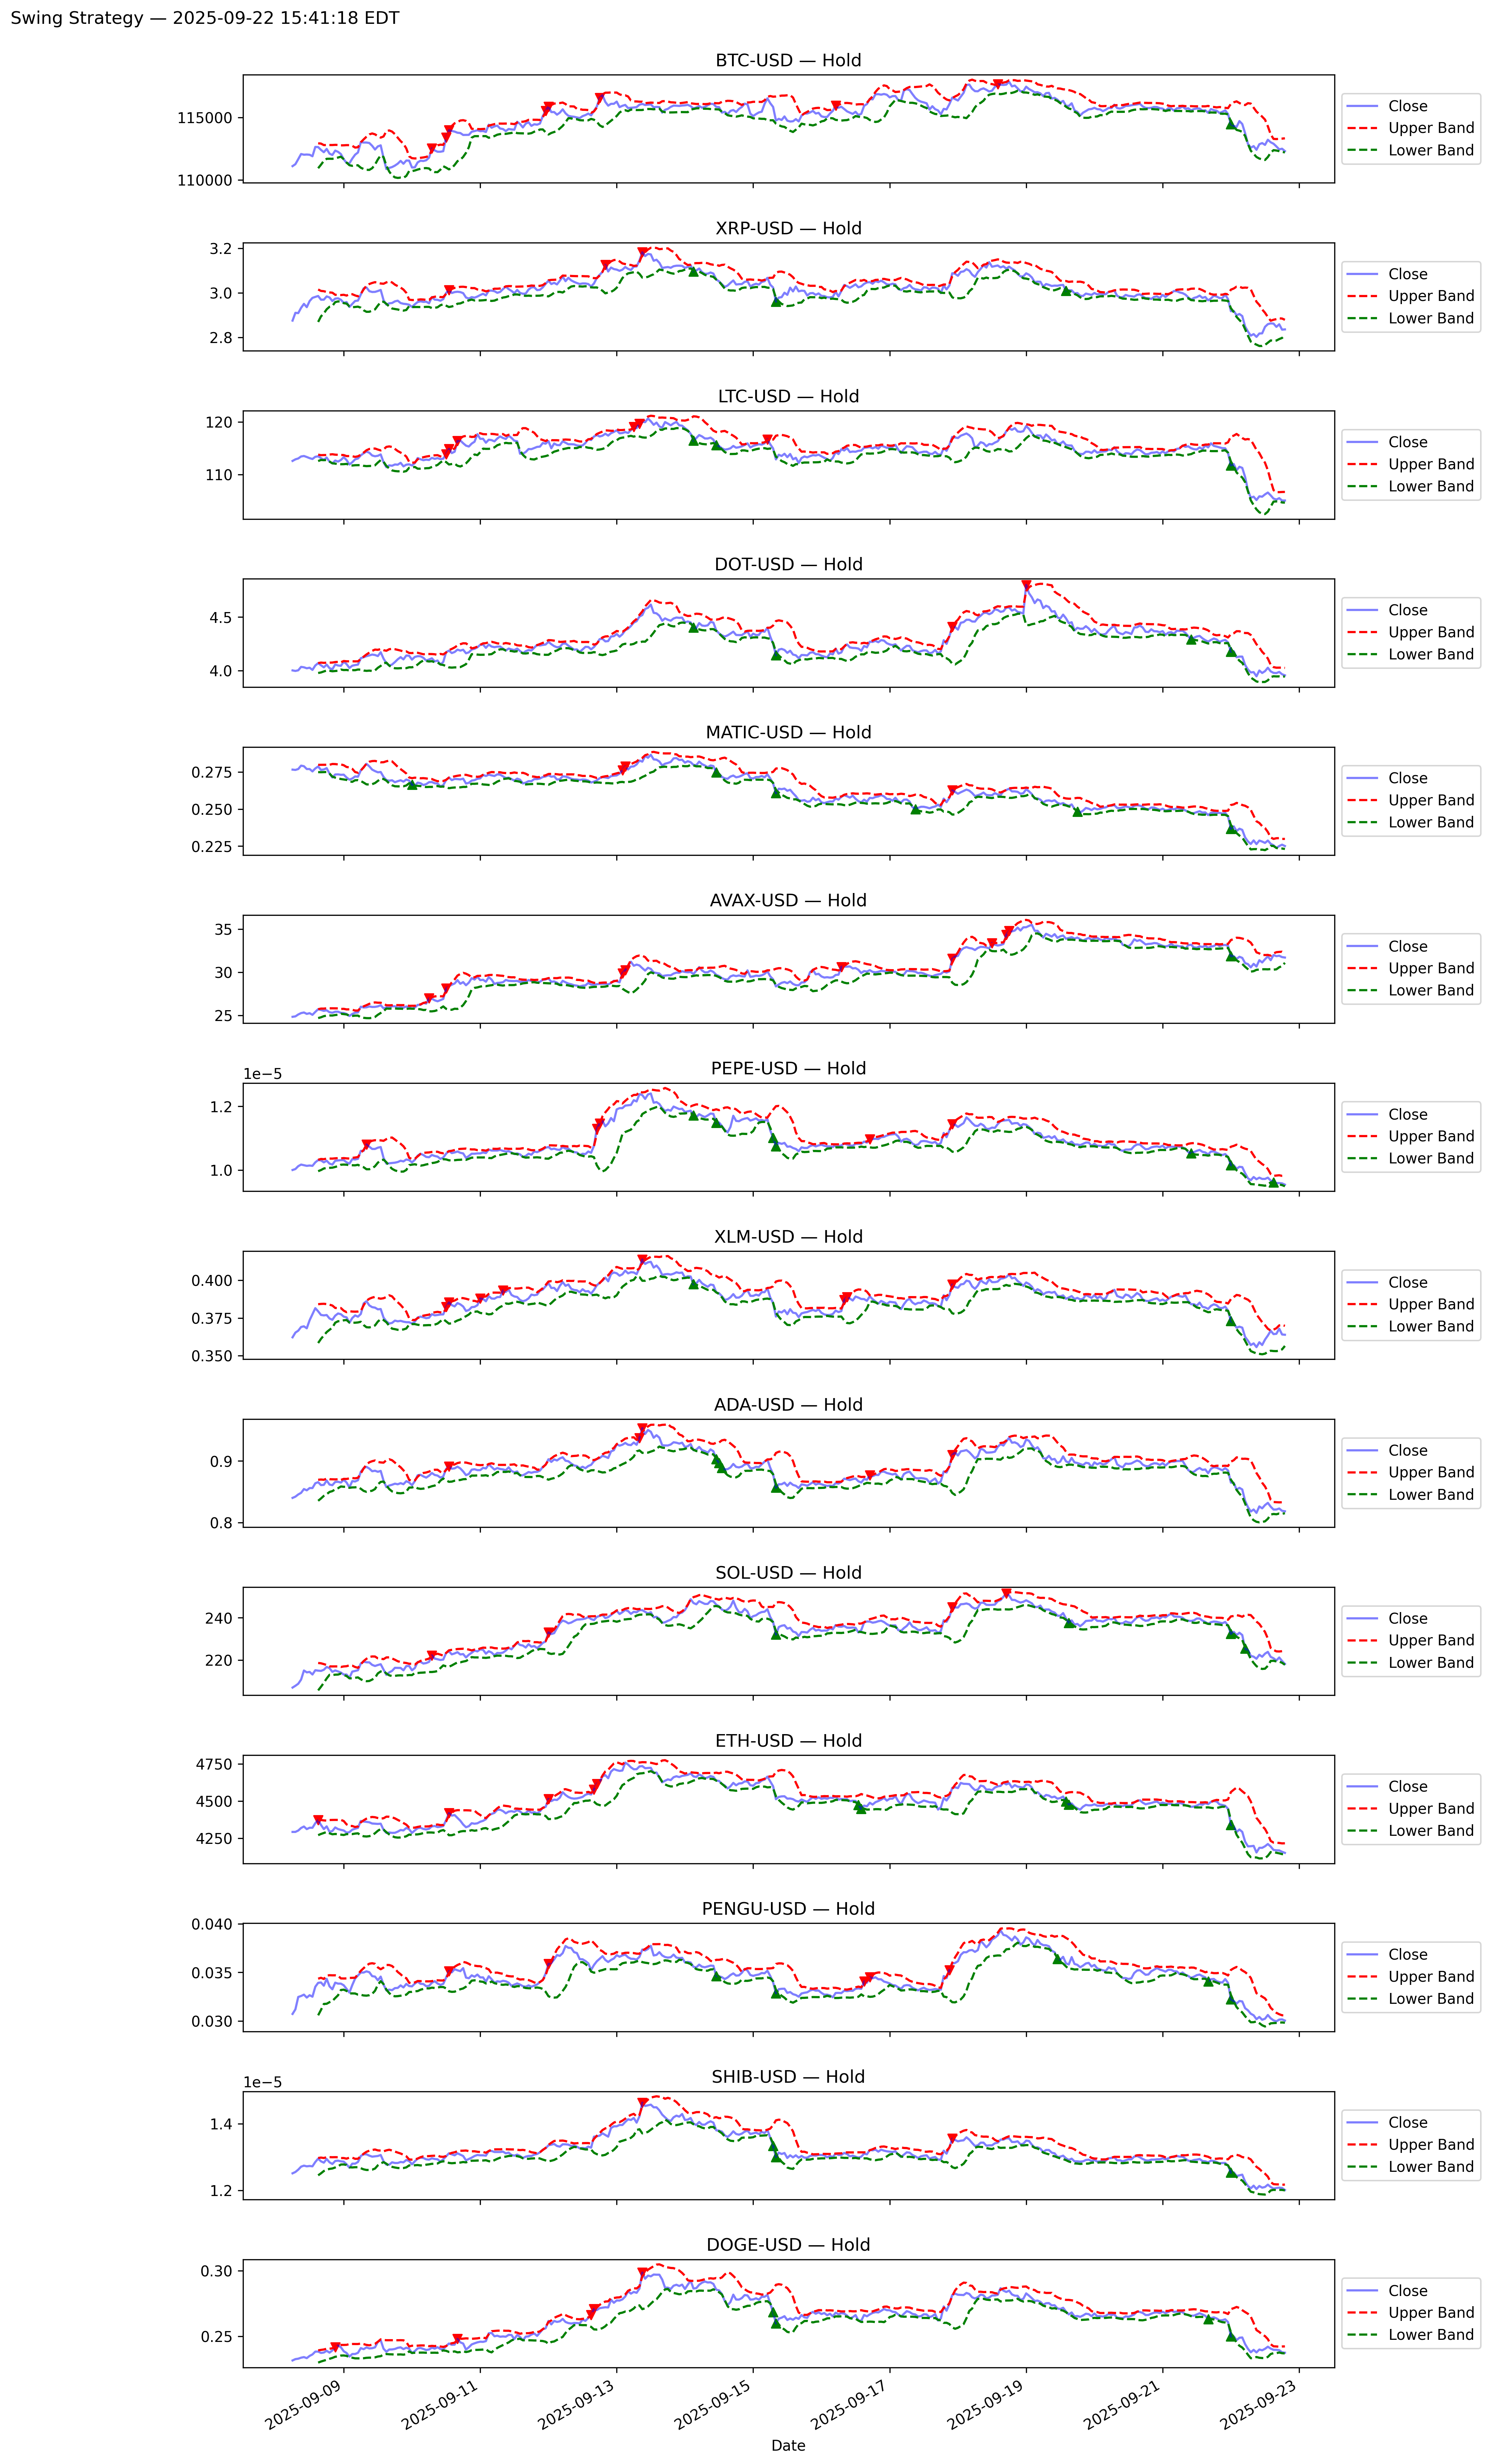 Swing Strategy — 2025-09-22 15:41:18 EDT
BTC-USD — Hold
115000
110000
Close
Upper Band
Lower Band
XRP-USD — Hold
3.2
3.0
2.8
Close
Upper Band
Lower Band
LTC-USD — Hold
120
110
Close
Upper Band
Lower Band
DOT-USD — Hold
4.5
4.0
Close
Upper Band
Lower Band
MATIC-USD — Hold
0.275
0.250
0.225
Close
Upper Band
Lower Band
AVAX-USD — Hold
35
30
25
Close
Upper Band
Lower Band
PEPE-USD — Hold
1e−5
1.2
1.0
Close
Upper Band
Lower Band
XLM-USD — Hold
0.400
0.375
0.350
Close
Upper Band
Lower Band
ADA-USD — Hold
0.9
0.8
Close
Upper Band
Lower Band
SOL-USD — Hold
240
220
Close
Upper Band
Lower Band
ETH-USD — Hold
4750
4500
4250
Close
Upper Band
Lower Band
PENGU-USD — Hold
0.040
0.035
0.030
Close
Upper Band
Lower Band
SHIB-USD — Hold
1e−5
1.4
1.2
Close
Upper Band
Lower Band
DOGE-USD — Hold
0.30
0.25
Close
Upper Band
Lower Band
2025-09-09
2025-09-11
2025-09-13
2025-09-15
2025-09-17
2025-09-19
2025-09-21
2025-09-23
Date